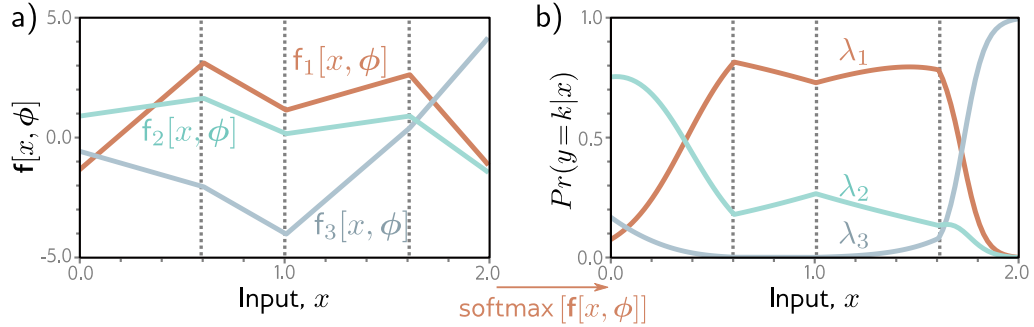 a)
5.0
0.0
-5.0
f[x, ϕ]
f₁[x, ϕ]
f₂[x, ϕ]
f₃[x, ϕ]
0.0
1.0
2.0
Input, x
softmax [f[x, ϕ]]
b)
1.0
0.5
0.0
Pr(y = k|x)
λ₁
λ₂
λ₃
0.0
1.0
2.0
Input, x